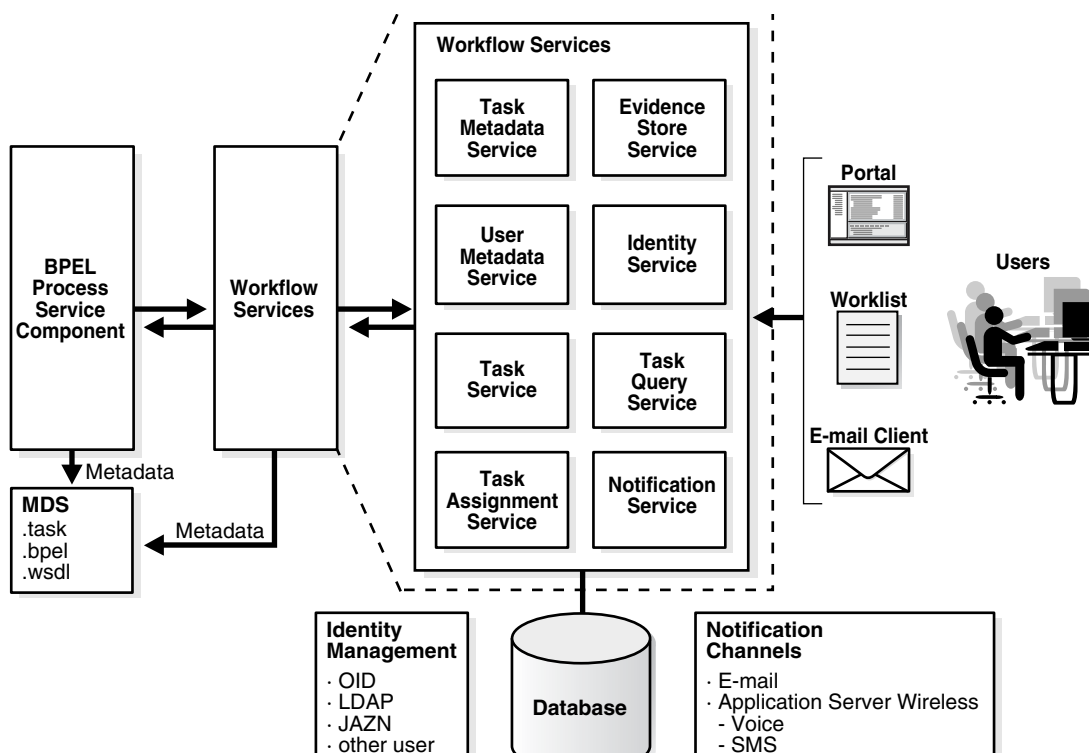 Workflow Services
Task
Metadata
Service
Evidence
Store
Service
User
Metadata
Service
Identity
Service
Task
Service
Task
Query
Service
Task
Assignment
Service
Notification
Service
BPEL
Process
Service
Component
Workflow
Services
Portal
Users
Worklist
E-mail Client
Metadata
MDS
.task
.bpel
.wsdl
Metadata
Identity
Management
· OID
· LDAP
· JAZN
· other user
Database
Notification
Channels
· E-mail
· Application Server Wireless
- Voice
- SMS